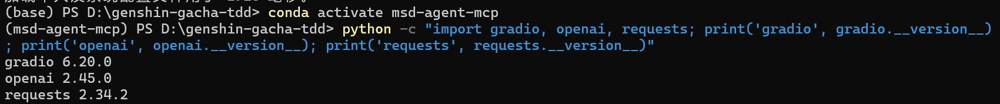 (base) PS D:\genshin-gacha-tdd> conda activate msd-agent-mcp
(msd-agent-mcp) PS D:\genshin-gacha-tdd> python -c "import gradio, openai, requests; print('gradio', gradio.__version__)
; print('openai', openai.__version__); print('requests', requests.__version__)"
gradio 6.20.0
openai 2.45.0
requests 2.34.2